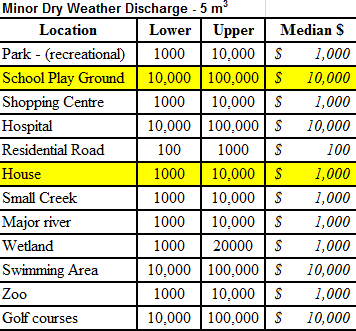 Minor Dry Weather Discharge - 5 m³
Location Lower Upper Median $
Park - (recreational) 1000 10,000 $ 1,000
School Play Ground 10,000 100,000 $ 10,000
Shopping Centre 1000 10,000 $ 1,000
Hospital 10,000 100,000 $ 10,000
Residential Road 100 1000 $ 100
House 1000 10,000 $ 1,000
Small Creek 1000 10,000 $ 1,000
Major river 1000 10,000 $ 1,000
Wetland 1000 20000 $ 1,000
Swimming Area 10,000 100,000 $ 10,000
Zoo 1000 10,000 $ 1,000
Golf courses 10,000 100,000 $ 10,000